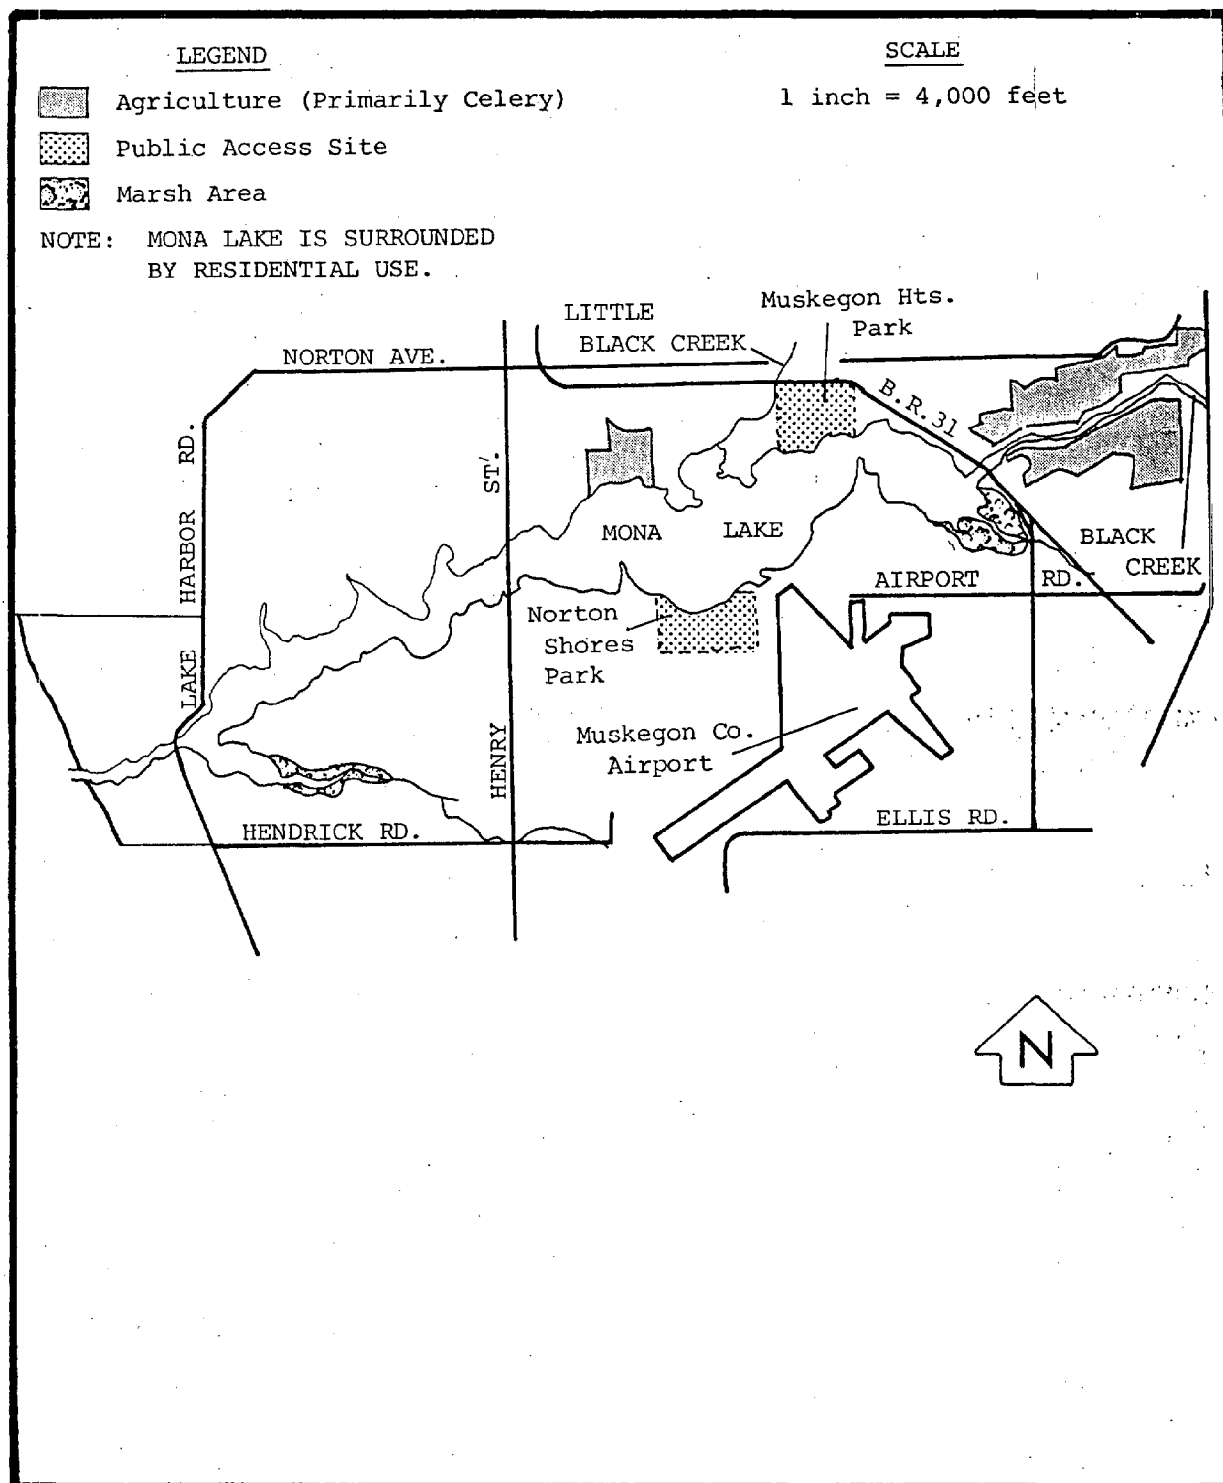 LEGEND
Agriculture (Primarily Celery)
Public Access Site
Marsh Area
NOTE: MONA LAKE IS SURROUNDED
BY RESIDENTIAL USE.
SCALE
1 inch = 4,000 feet
LITTLE
BLACK CREEK
Muskegon Hts.
Park
NORTON AVE.
B.R.31
LAKE HARBOR RD.
HENRY ST.
MONA LAKE
BLACK
CREEK
AIRPORT RD.
Norton
Shores
Park
Muskegon Co.
Airport
HENDRICK RD.
ELLIS RD.
N